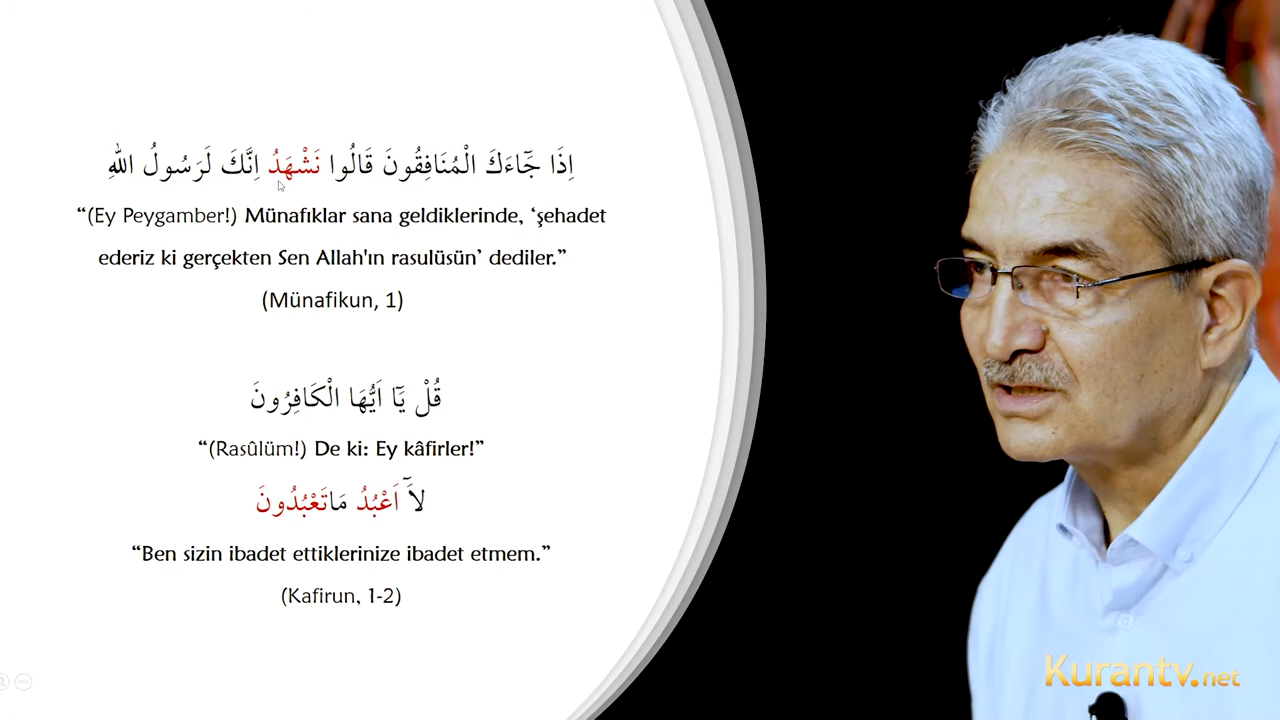 اِذَا جَٓاءَكَ الْمُنَافِقُونَ قَالُوا نَشْهَدُ اِنَّكَ لَرَسُولُ اللّٰهِ
“(Ey Peygamber!) Münafıklar sana geldiklerinde, ‘şehadet
ederiz ki gerçekten Sen Allah'ın rasulüsün’ dediler.”
(Münafikun, 1)
قُلْ يَٓا اَيُّهَا الْكَافِرُونَ
“(Rasûlüm!) De ki: Ey kâfirler!”
لَٓا اَعْبُدُ مَاتَعْبُدُونَ
“Ben sizin ibadet ettiklerinize ibadet etmem.”
(Kafirun, 1-2)
Kurantv.net